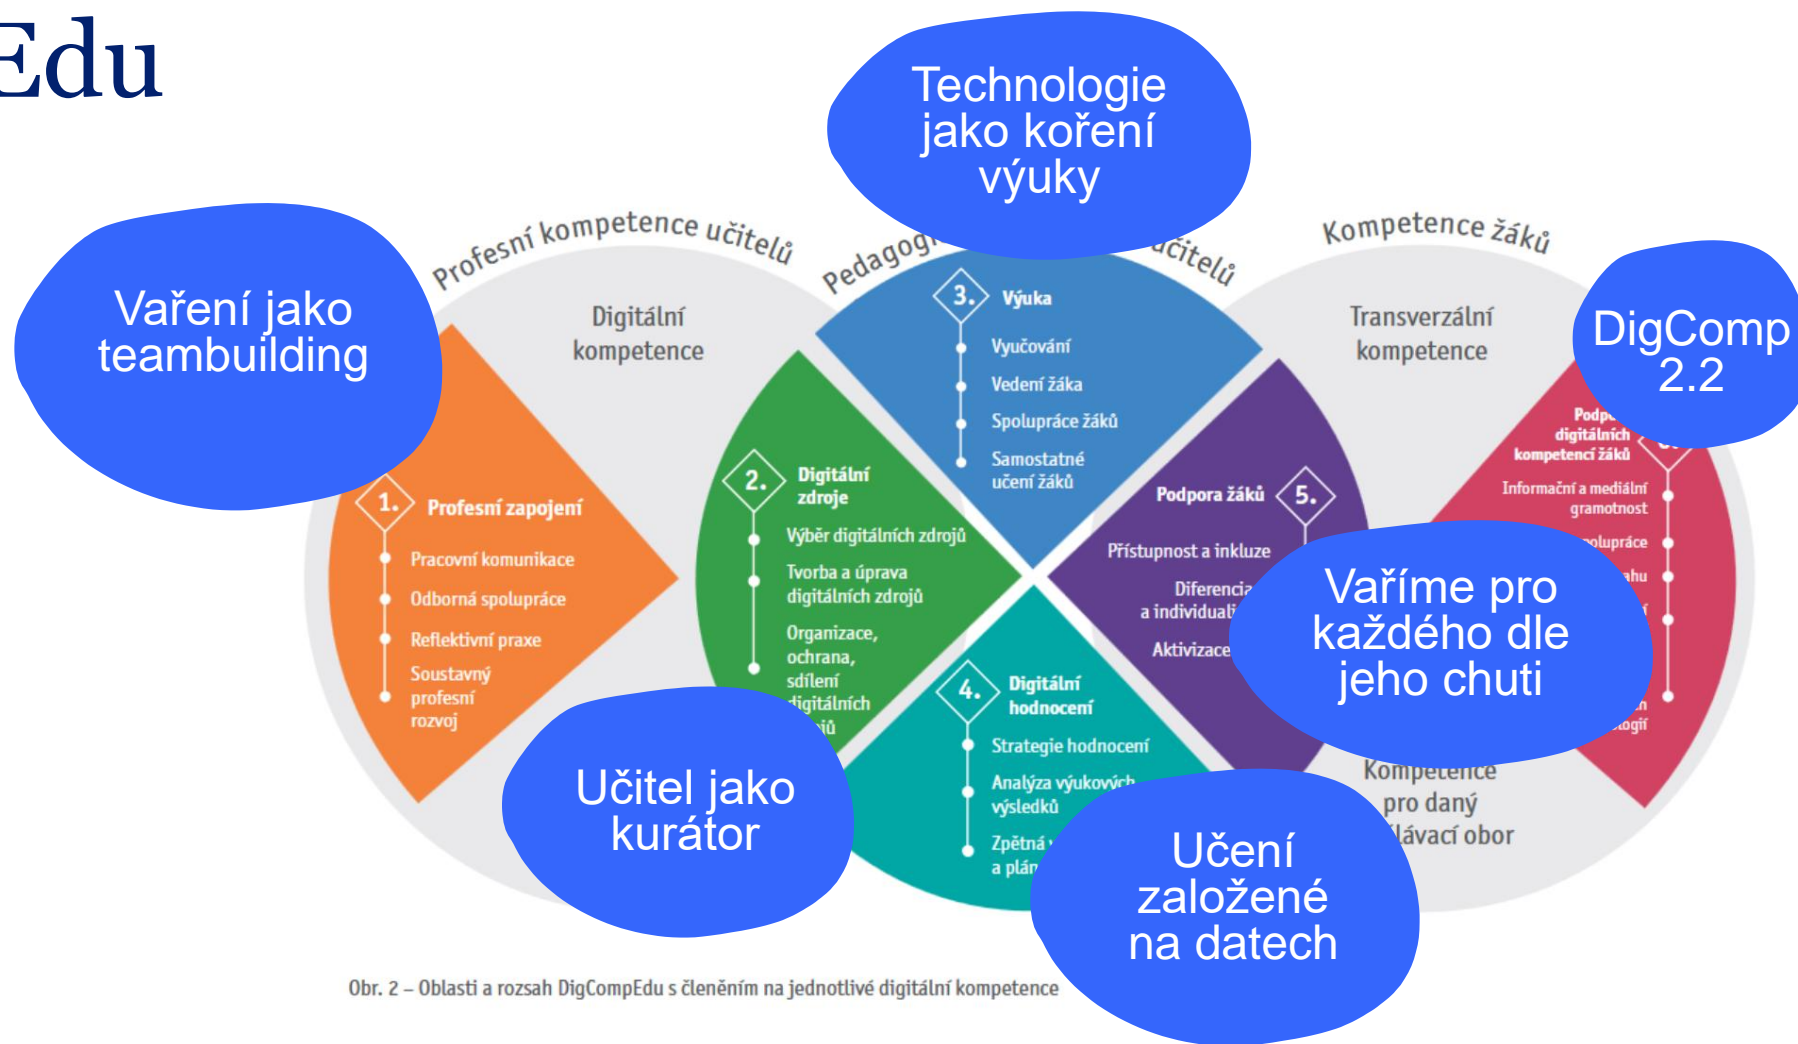 Edu
Technologie
jako koření
výuky
Vaření jako
teambuilding
Profesní kompetence učitelů
učitelů
Kompetence žáků
Digitální
kompetence
Transverzální
kompetence
DigComp
2.2
3. Výuka
Vyučování
Vedení žáka
Spolupráce žáků
Samostatné
učení žáků
1. Profesní zapojení
Pracovní komunikace
Odborná spolupráce
Reflektivní praxe
Soustavný
profesní
rozvoj
2. Digitální
zdroje
Výběr digitálních zdrojů
Tvorba a úprava
digitálních zdrojů
Organizace,
ochrana,
sdílení
digitálních
Podpora žáků 5.
Přístupnost a inkluze
a
Aktivizace
digitálních
kompetencí žáků
Informační a mediální
gramotnost
Vaříme pro
každého dle
jeho chuti
4. Digitální
hodnocení
Strategie hodnocení
Analýza výukových
výsledků
Zpětná
a
Učitel jako
kurátor
Učení
založené
na datech
Kompetence
pro daný
obor
Obr. 2 – Oblasti a rozsah DigCompEdu s členěním na jednotlivé digitální kompetence